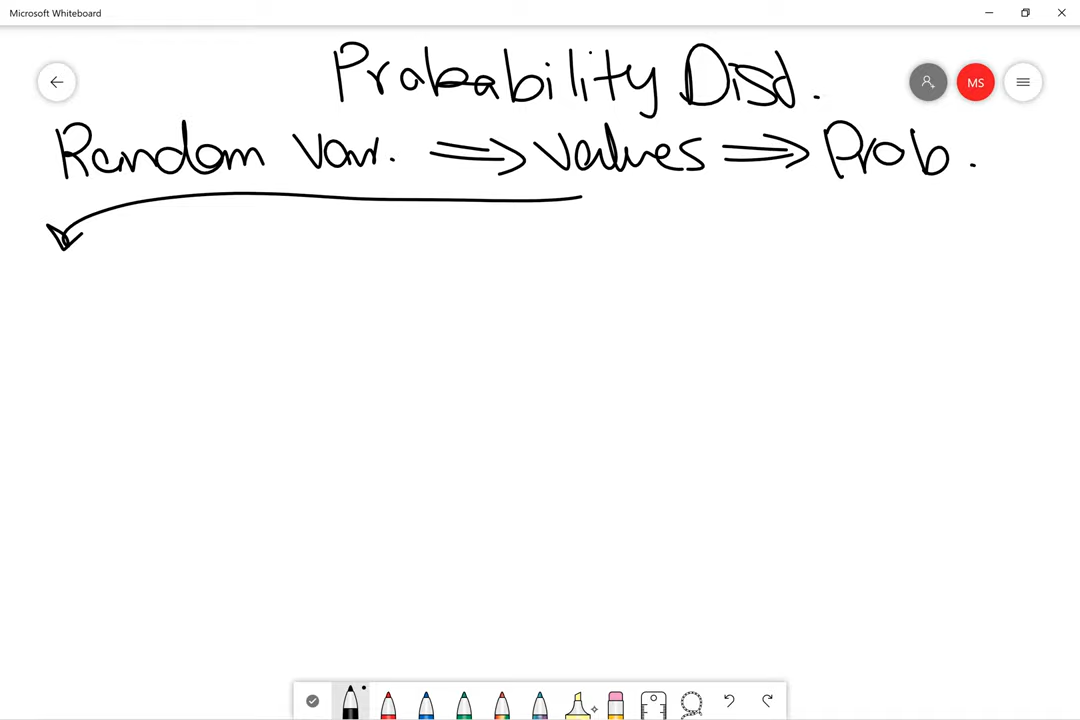 Microsoft Whiteboard
Probability Dist.
MS
Random Var. ⇒ Values ⇒ Prob.